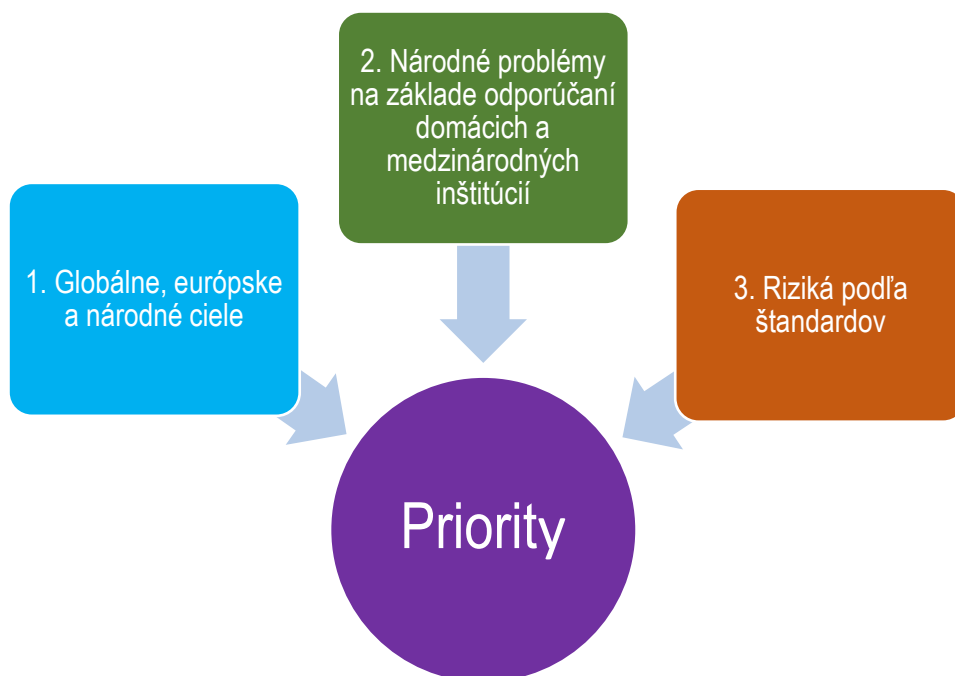 2. Národné problémy
na základe odporúčaní
domácich a
medzinárodných
inštitúcií
1. Globálne, európske
a národné ciele
3. Riziká podľa
štandardov
Priority